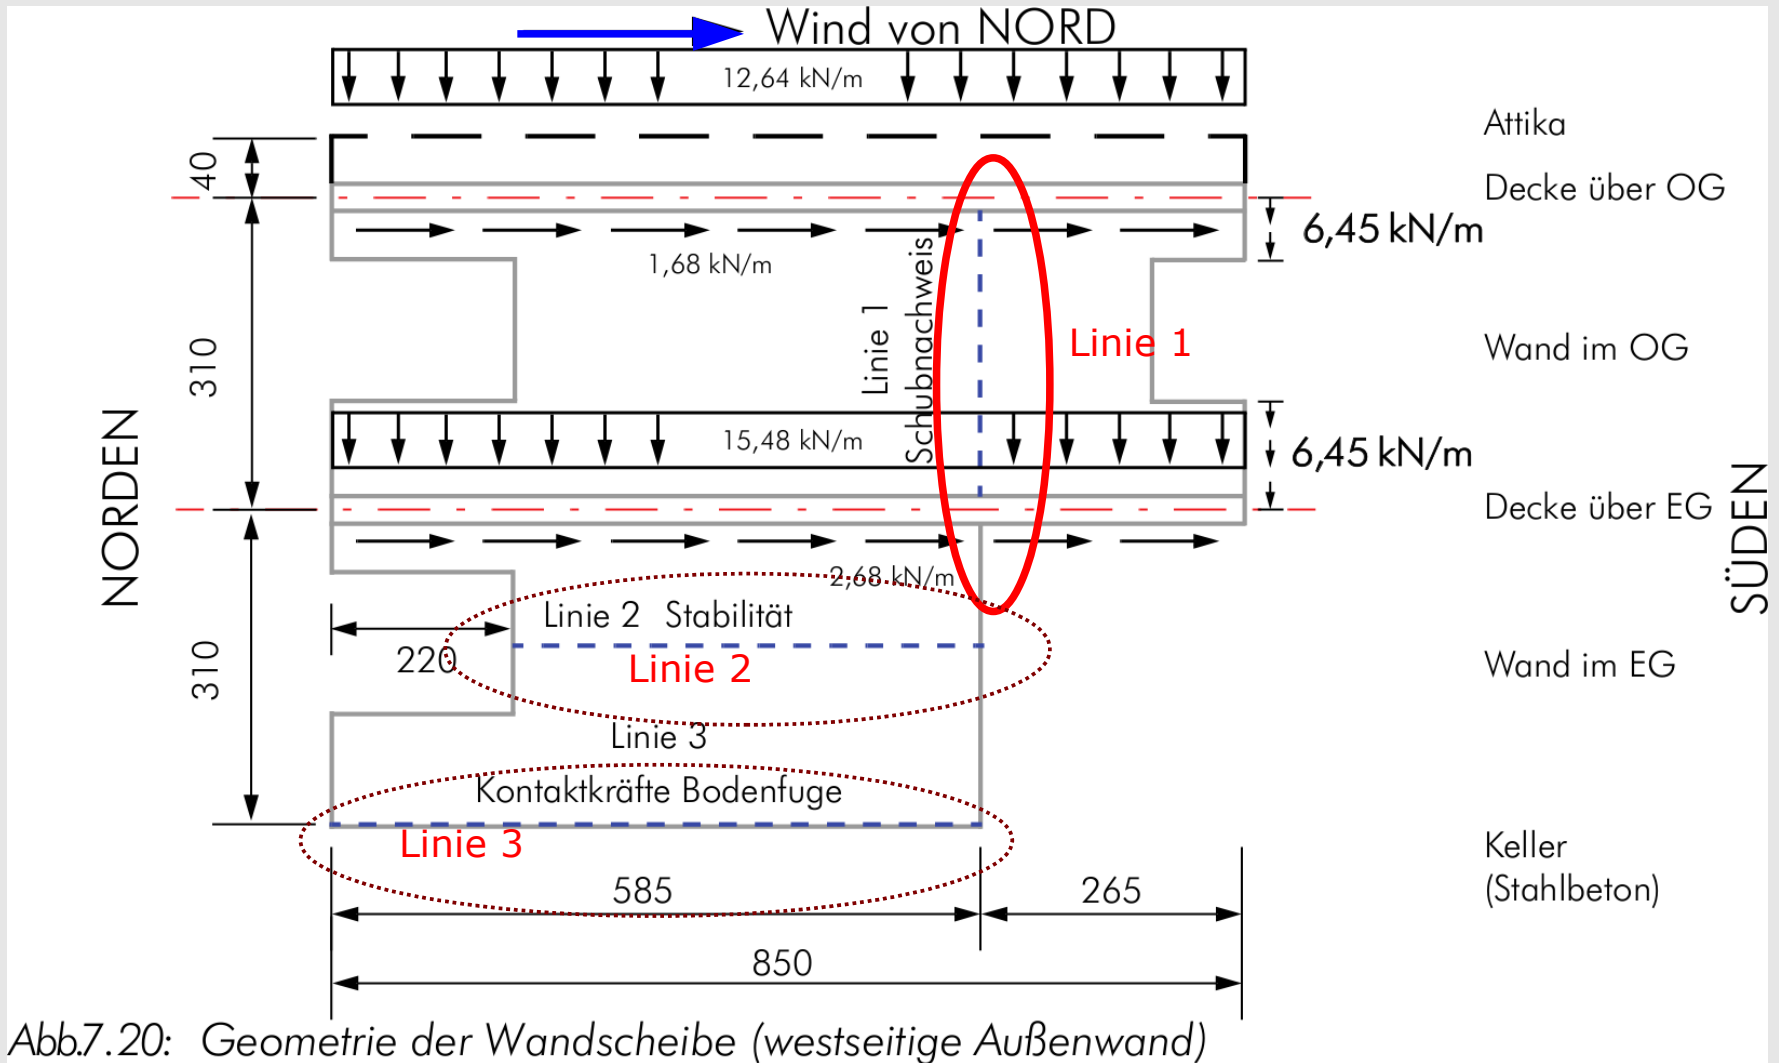 Wind von NORD
12,64 kN/m
Attika
40
Decke über OG
6,45 kN/m
1,68 kN/m
310
Linie 1
Schubnachweis
Linie 1
Wand im OG
NORDEN
15,48 kN/m
6,45 kN/m
Decke über EG
SÜDEN
2,68 kN/m
Linie 2 Stabilität
220
Linie 2
310
Wand im EG
Linie 3
Kontaktkräfte Bodenfuge
Linie 3
Keller
(Stahlbeton)
585
265
850
Abb.7.20: Geometrie der Wandscheibe (westseitige Außenwand)